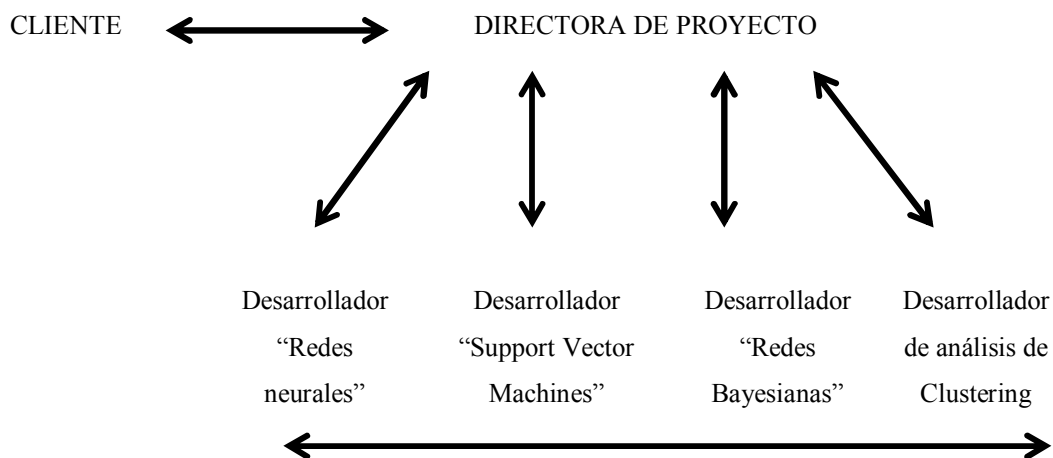 CLIENTE
DIRECTORA DE PROYECTO
Desarrollador
“Redes
neurales”
Desarrollador
“Support Vector
Machines”
Desarrollador
“Redes
Bayesianas”
Desarrollador
de análisis de
Clustering